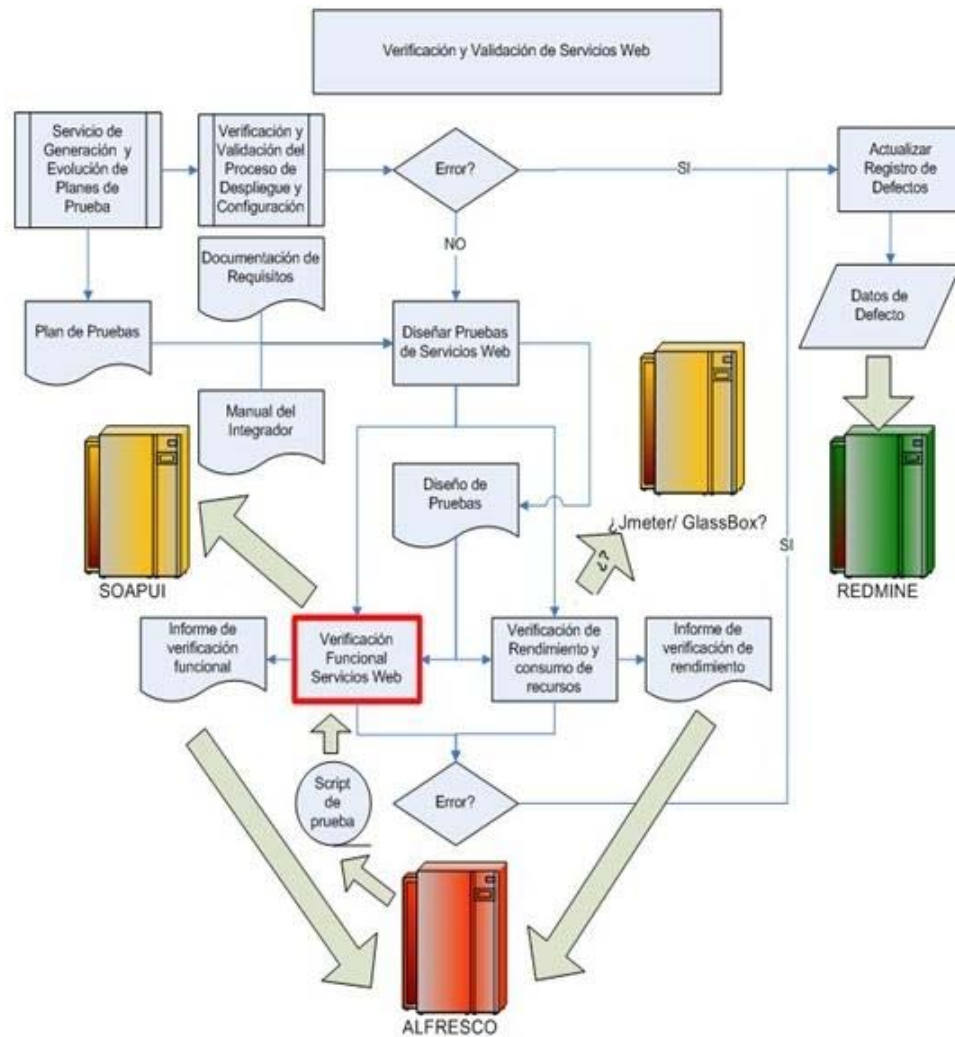 Verificación y Validación de Servicios Web
Servicio de
Generación y
Evolución de
Planes de
Prueba
Verificación y
Validación del
Proceso de
Despliegue y
Configuración
Error?
SI
Actualizar
Registro de
Defectos
NO
Documentación de
Requisitos
Plan de Pruebas
Diseñar Pruebas
de Servicios Web
Datos de
Defecto
Manual del
Integrador
Diseño de
Pruebas
¿Jmeter/ GlassBox?
¿?
SI
SOAPUI
REDMINE
Informe de
verificación
funcional
Verificación
Funcional
Servicios Web
Verificación de
Rendimiento y
consumo de
recursos
Informe de
verificación de
rendimiento
Script
de
prueba
Error?
ALFRESCO